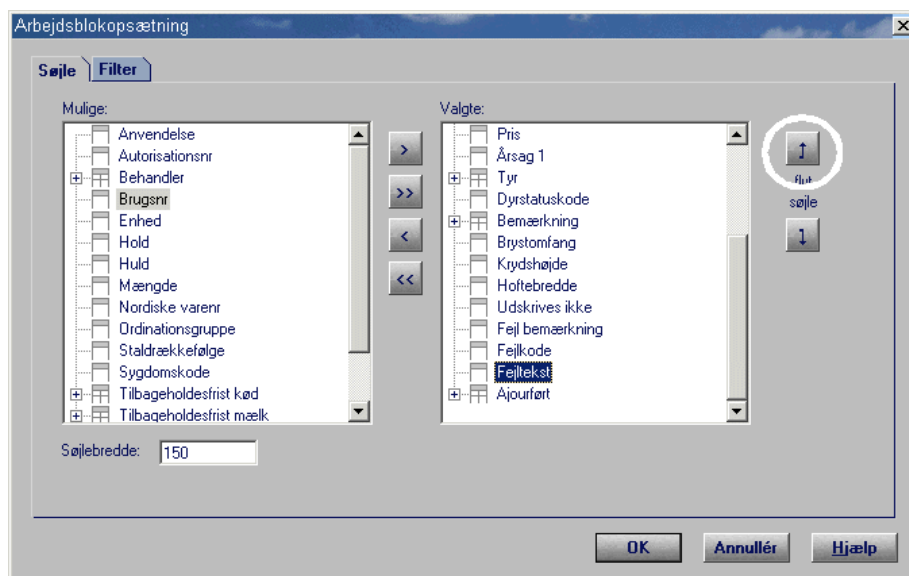 Arbejdsblokopsætning
Søjle Filter
Mulige:
Anvendelse
Autorisationsnr
Behandler
Brugsnr
Enhed
Hold
Huld
Mængde
Nordiske varenr
Ordinationsgruppe
Staldrækkefølge
Sygdomskode
Tilbageholdesfrist kød
Tilbageholdesfrist mælk
>
>>
<
<<
Valgte:
Pris
Årsag 1
Tyr
Dyrstatuskode
Bemærkning
Brystomfang
Krydshøjde
Hoftebredde
Udskrives ikke
Fejl bemærkning
Fejlkode
Fejltekst
Ajourført
flyt
søjle
Søjlebredde: 150
OK Annullér Hjælp